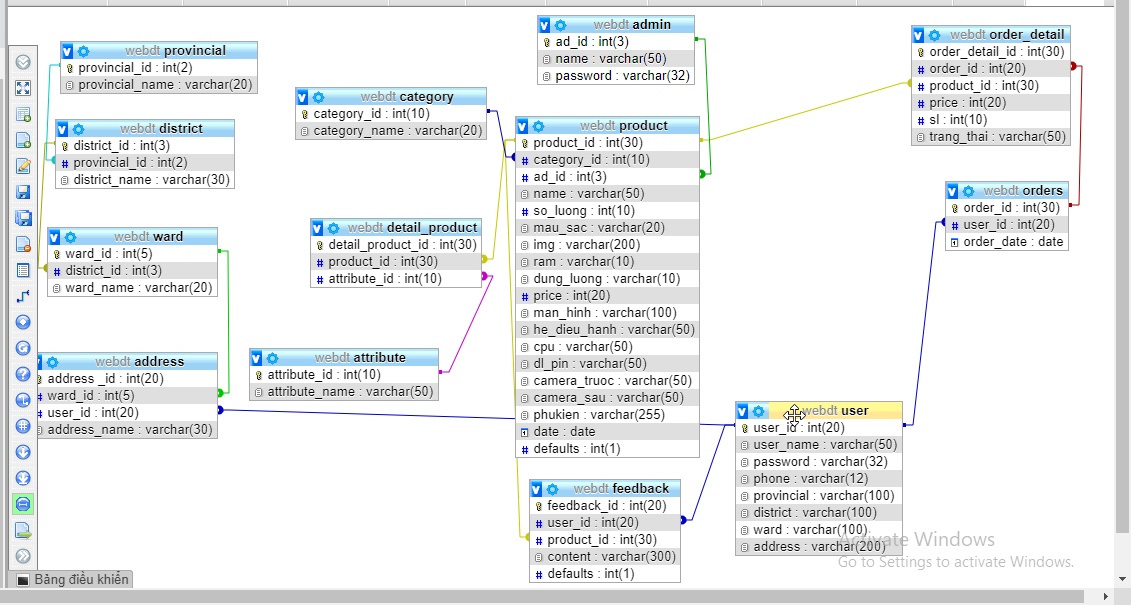 webdt provincial
provincial_id : int(2)
provincial_name : varchar(20)
webdt district
district_id : int(3)
provincial_id : int(2)
district_name : varchar(30)
webdt ward
ward_id : int(5)
district_id : int(3)
ward_name : varchar(20)
webdt address
address _id : int(20)
ward_id : int(5)
user_id : int(20)
address_name : varchar(30)
webdt category
category_id : int(10)
category_name : varchar(20)
webdt detail_product
detail_product_id : int(30)
product_id : int(30)
attribute_id : int(10)
webdt attribute
attribute_id : int(10)
attribute_name : varchar(50)
webdt admin
ad_id : int(3)
name : varchar(50)
password : varchar(32)
webdt product
product_id : int(30)
category_id : int(10)
ad_id : int(3)
name : varchar(50)
so_luong : int(10)
mau_sac : varchar(20)
img : varchar(200)
ram : varchar(10)
dung_luong : varchar(10)
price : int(20)
man_hinh : varchar(100)
he_dieu_hanh : varchar(50)
cpu : varchar(50)
dl_pin : varchar(50)
camera_truoc : varchar(50)
camera_sau : varchar(50)
phukien : varchar(255)
date : date
defaults : int(1)
webdt feedback
feedback_id : int(20)
user_id : int(20)
product_id : int(30)
content : varchar(300)
defaults : int(1)
webdt order_detail
order_detail_id : int(30)
order_id : int(20)
product_id : int(30)
price : int(20)
sl : int(10)
trang_thai : varchar(50)
webdt orders
order_id : int(30)
user_id : int(20)
order_date : date
webdt user
user_id : int(20)
user_name : varchar(50)
password : varchar(32)
phone : varchar(12)
provincial : varchar(100)
district : varchar(100)
ward : varchar(100)
address : varchar(200)
Activate Windows
Go to Settings to activate Windows.
Bảng điều khiển